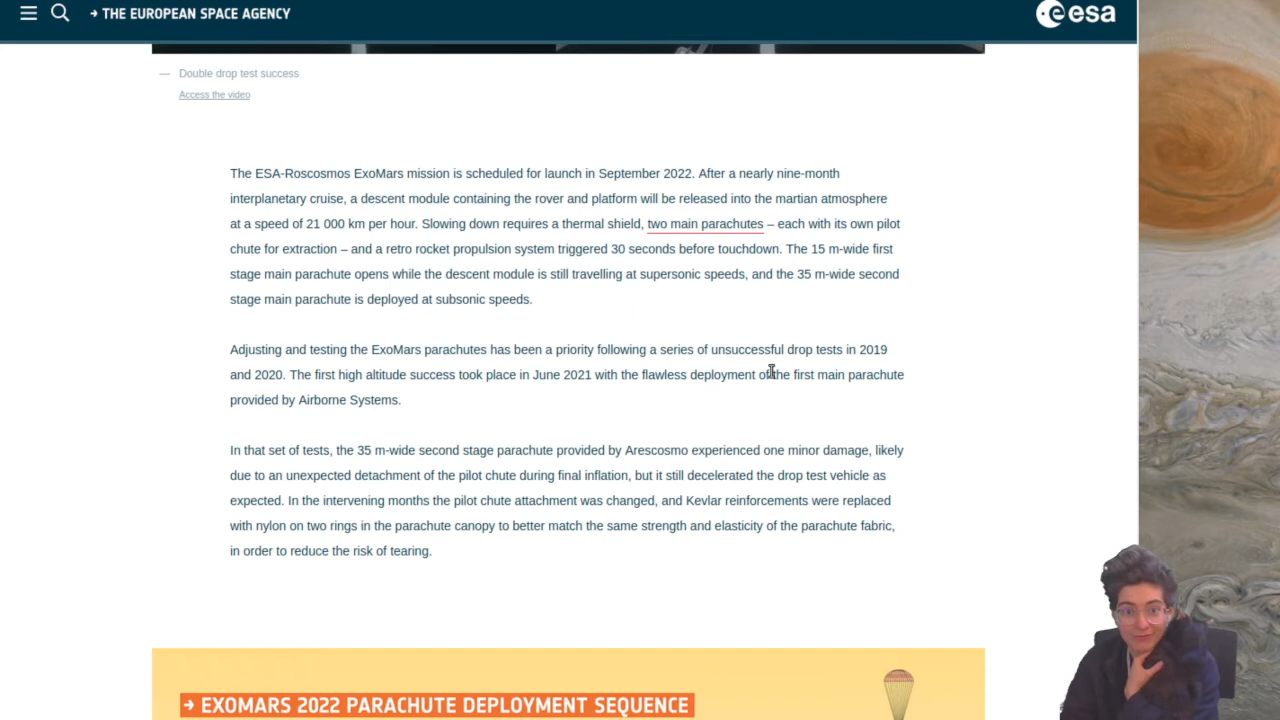 → THE EUROPEAN SPACE AGENCY
esa
— Double drop test success
Access the video
The ESA-Roscosmos ExoMars mission is scheduled for launch in September 2022. After a nearly nine-month
interplanetary cruise, a descent module containing the rover and platform will be released into the martian atmosphere
at a speed of 21 000 km per hour. Slowing down requires a thermal shield, two main parachutes – each with its own pilot
chute for extraction – and a retro rocket propulsion system triggered 30 seconds before touchdown. The 15 m-wide first
stage main parachute opens while the descent module is still travelling at supersonic speeds, and the 35 m-wide second
stage main parachute is deployed at subsonic speeds.
Adjusting and testing the ExoMars parachutes has been a priority following a series of unsuccessful drop tests in 2019
and 2020. The first high altitude success took place in June 2021 with the flawless deployment of the first main parachute
provided by Airborne Systems.
In that set of tests, the 35 m-wide second stage parachute provided by Arescosmo experienced one minor damage, likely
due to an unexpected detachment of the pilot chute during final inflation, but it still decelerated the drop test vehicle as
expected. In the intervening months the pilot chute attachment was changed, and Kevlar reinforcements were replaced
with nylon on two rings in the parachute canopy to better match the same strength and elasticity of the parachute fabric,
in order to reduce the risk of tearing.
→ EXOMARS 2022 PARACHUTE DEPLOYMENT SEQUENCE